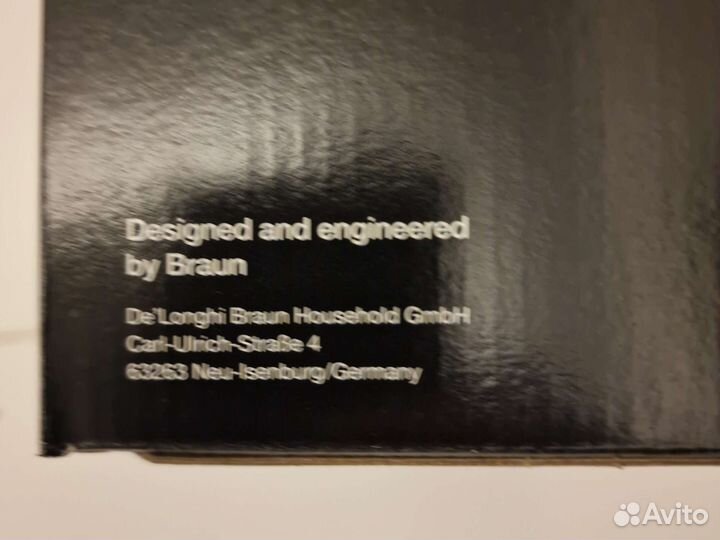 Designed and engineered
by Braun
De'Longhi Braun Household GmbH
Carl-Ulrich-Straße 4
63263 Neu-Isenburg/Germany
Avito